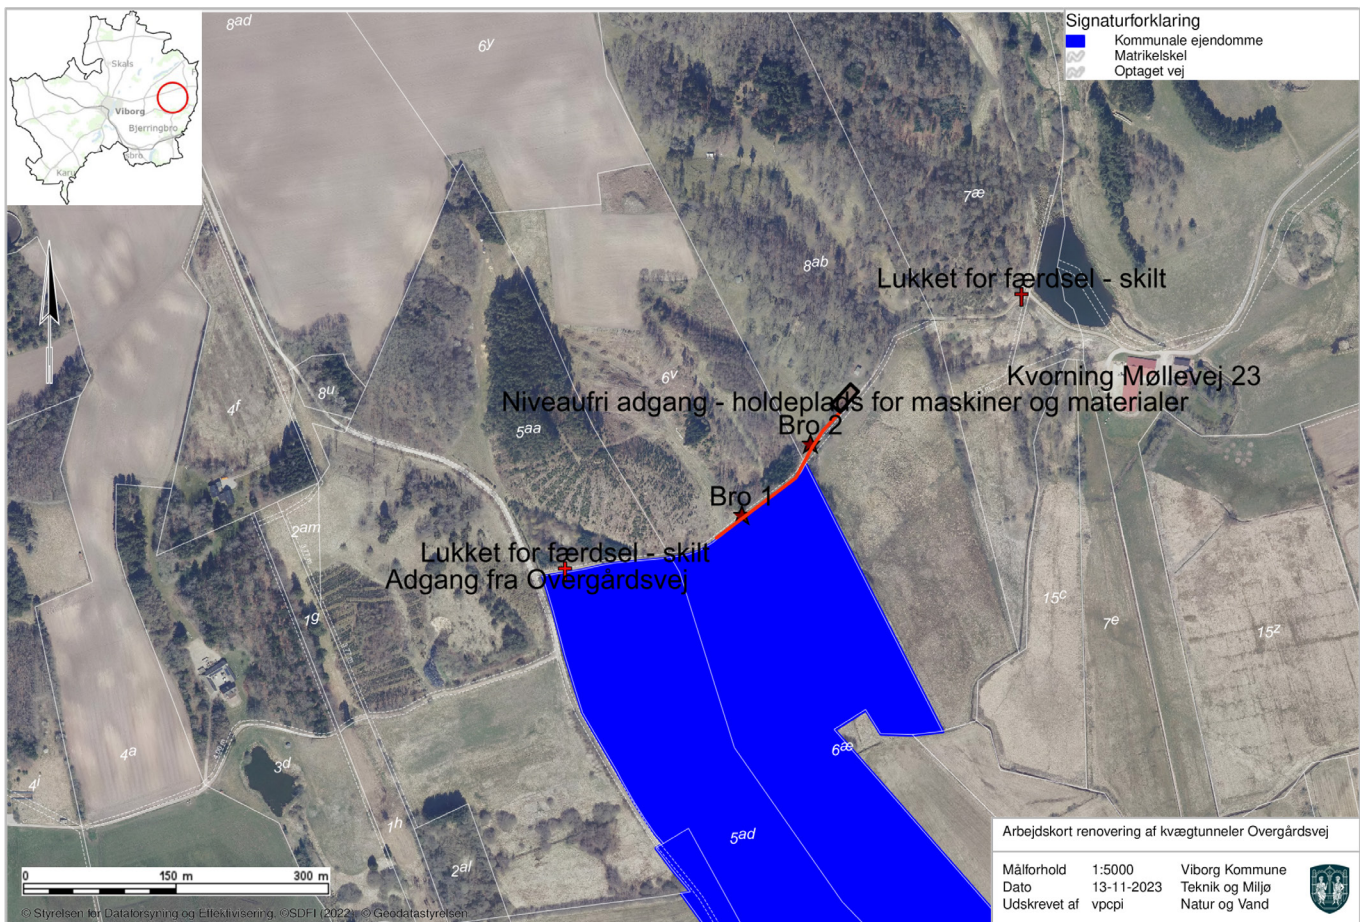 Skals
Viborg
Bjerringbro
8ad
6y
Signaturforklaring
Kommunale ejendomme
Matrikelskel
Optaget vej
7æ
8ab
Lukket for færdsel - skilt
Kvorning Møllevej 23
Niveaufri adgang - holdeplads for maskiner og materialer
6v
8u
4f
5aa
Bro 2
Bro 1
2am
Lukket for færdsel - skilt
Adgang fra Overgårdsvej
1g
15c
7e
15z
4a
3d
4i
6æ
1h
5ad
2al
0 150 m 300 m
© Styrelsen for Dataforsyning og Effektivisering, ©SDFI (2022), © Geodatastyrelsen
Arbejdskort renovering af kvægtunneler Overgårdsvej
Målforhold 1:5000 Viborg Kommune
Dato 13-11-2023 Teknik og Miljø
Udskrevet af vpcpi Natur og Vand